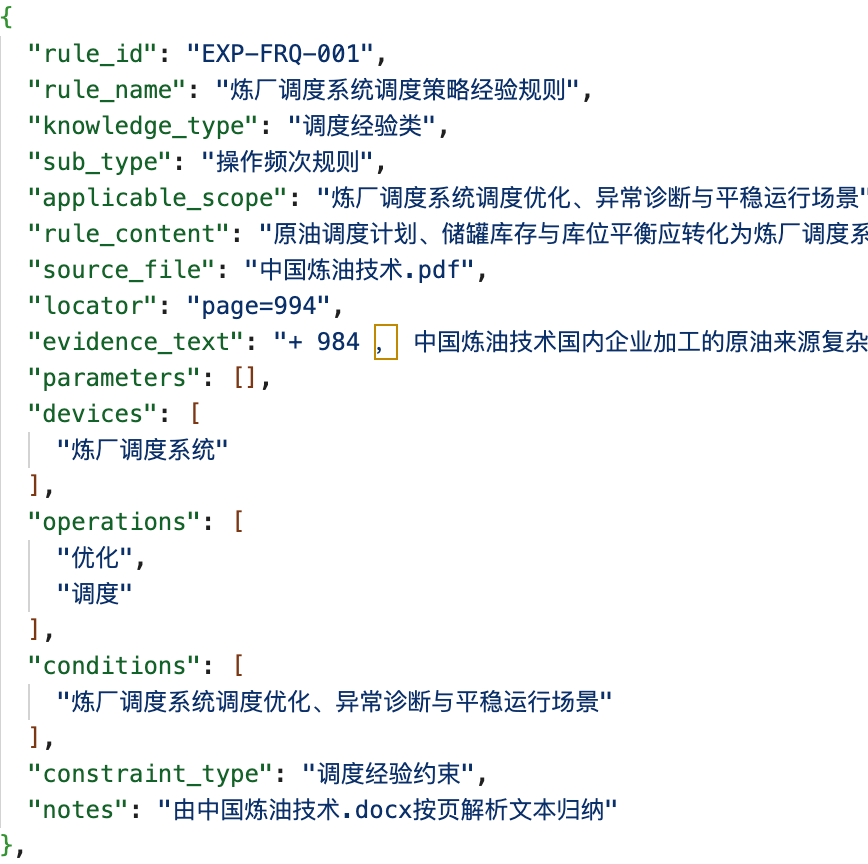 {
"rule_id": "EXP-FRQ-001",
"rule_name": "炼厂调度系统调度策略经验规则",
"knowledge_type": "调度经验类",
"sub_type": "操作频次规则",
"applicable_scope": "炼厂调度系统调度优化、异常诊断与平稳运行场景"
"rule_content": "原油调度计划、储罐库存与库位平衡应转化为炼厂调度系
"source_file": "中国炼油技术.pdf",
"locator": "page=994",
"evidence_text": "+ 984 ， 中国炼油技术国内企业加工的原油来源复杂
"parameters": [],
"devices": [
"炼厂调度系统"
],
"operations": [
"优化",
"调度"
],
"conditions": [
"炼厂调度系统调度优化、异常诊断与平稳运行场景"
],
"constraint_type": "调度经验约束",
"notes": "由中国炼油技术.docx按页解析文本归纳"
},